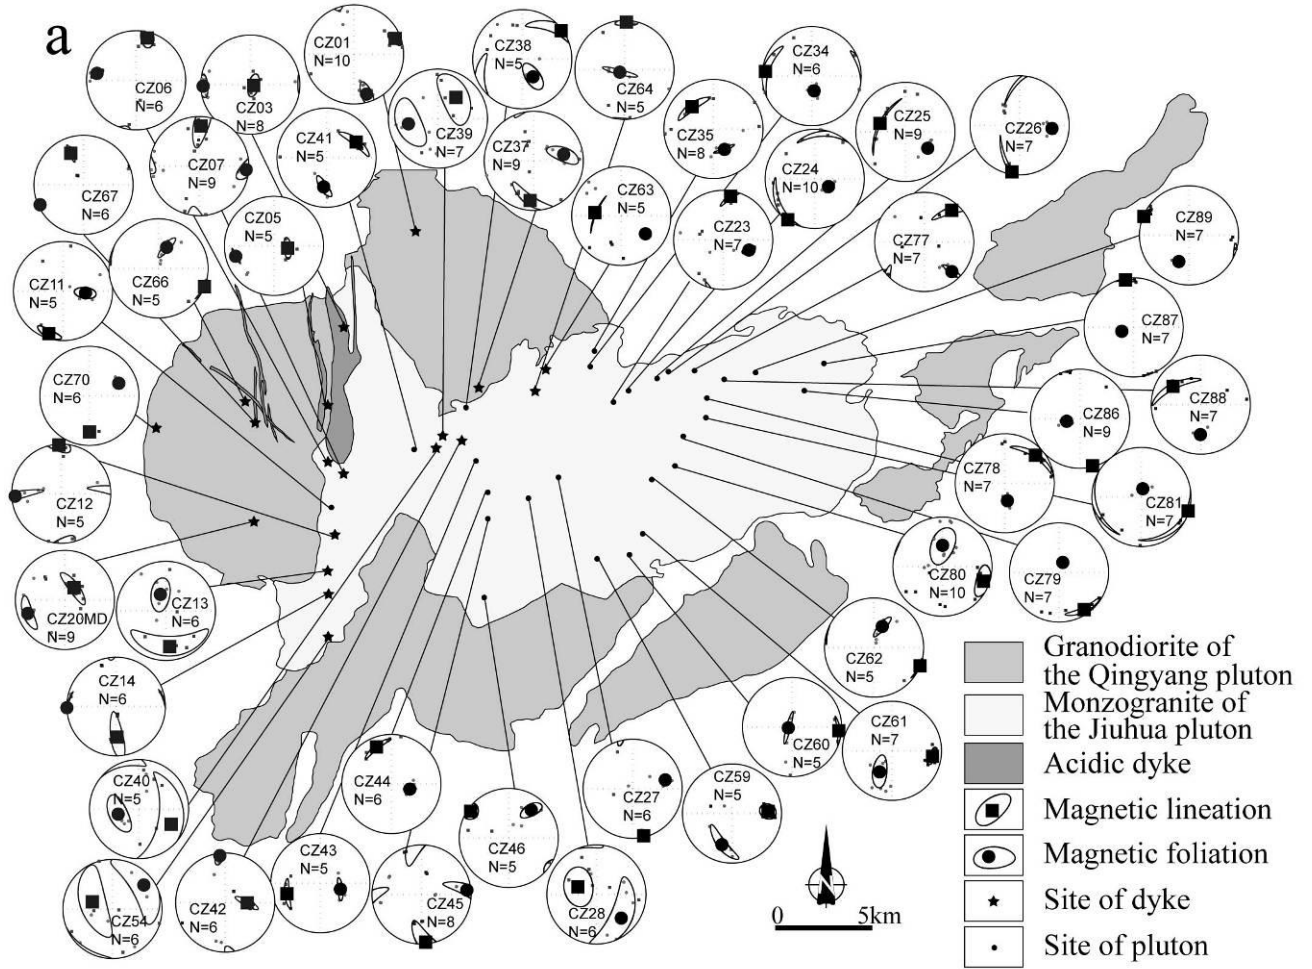 a
CZ06
N=6
CZ03
N=8
CZ01
N=10
CZ38
N=5
CZ64
N=5
CZ34
N=6
CZ39
N=7
CZ07
N=9
CZ41
N=5
CZ37
N=9
CZ35
N=8
CZ25
N=9
CZ26
N=7
CZ67
N=6
CZ24
N=10
CZ63
N=5
CZ23
N=7
CZ77
N=7
CZ89
N=7
CZ05
N=5
CZ66
N=5
CZ11
N=5
CZ87
N=7
CZ70
N=6
CZ86
N=9
CZ88
N=7
CZ12
N=5
CZ78
N=7
CZ81
N=7
CZ20MD
N=9
CZ13
N=6
CZ80
N=10
CZ79
N=7
CZ62
N=5
CZ14
N=6
CZ60
N=5
CZ61
N=7
CZ40
N=5
CZ44
N=6
CZ27
N=6
CZ59
N=5
CZ54
N=6
CZ42
N=6
CZ43
N=5
CZ45
N=8
CZ46
N=5
CZ28
N=6
N
0 5km
Granodiorite of
the Qingyang pluton
Monzogranite of
the Jiuhua pluton
Acidic dyke
Magnetic lineation
Magnetic foliation
Site of dyke
Site of pluton